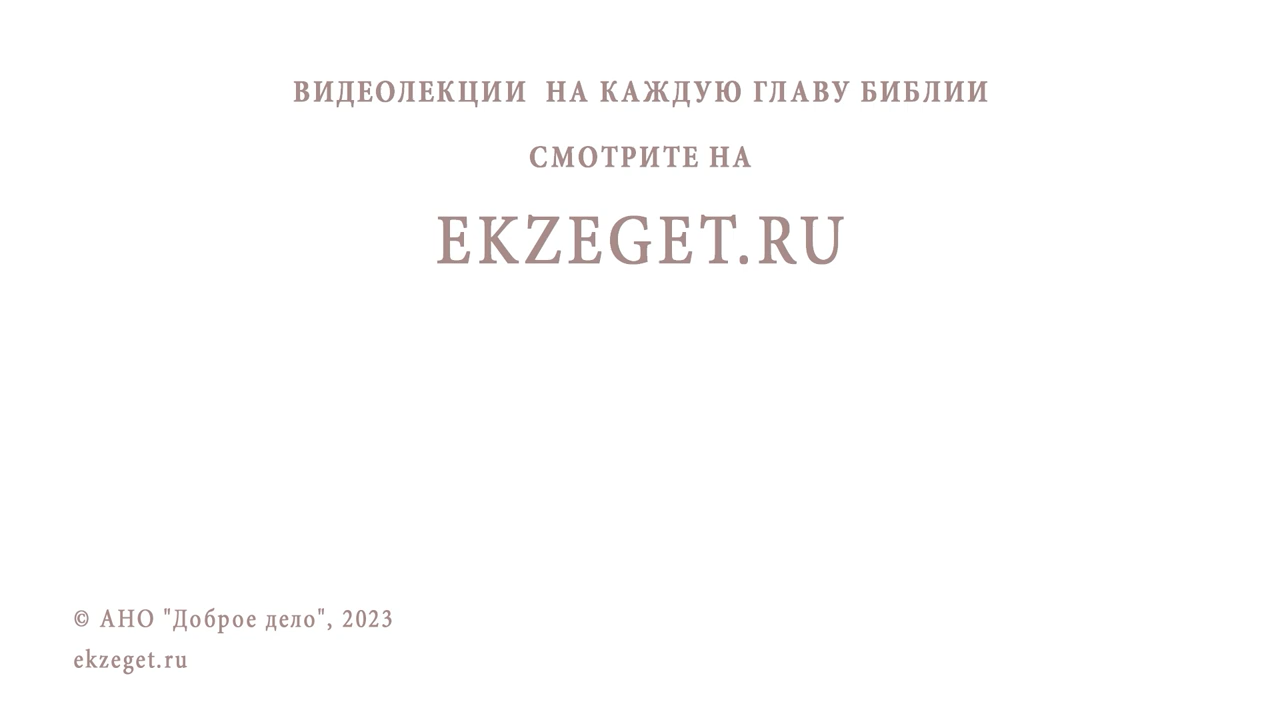 ВИДЕОЛЕКЦИИ НА КАЖДУЮ ГЛАВУ БИБЛИИ
СМОТРИТЕ НА
EKZEGET.RU
© АНО "Доброе дело", 2023
ekzeget.ru